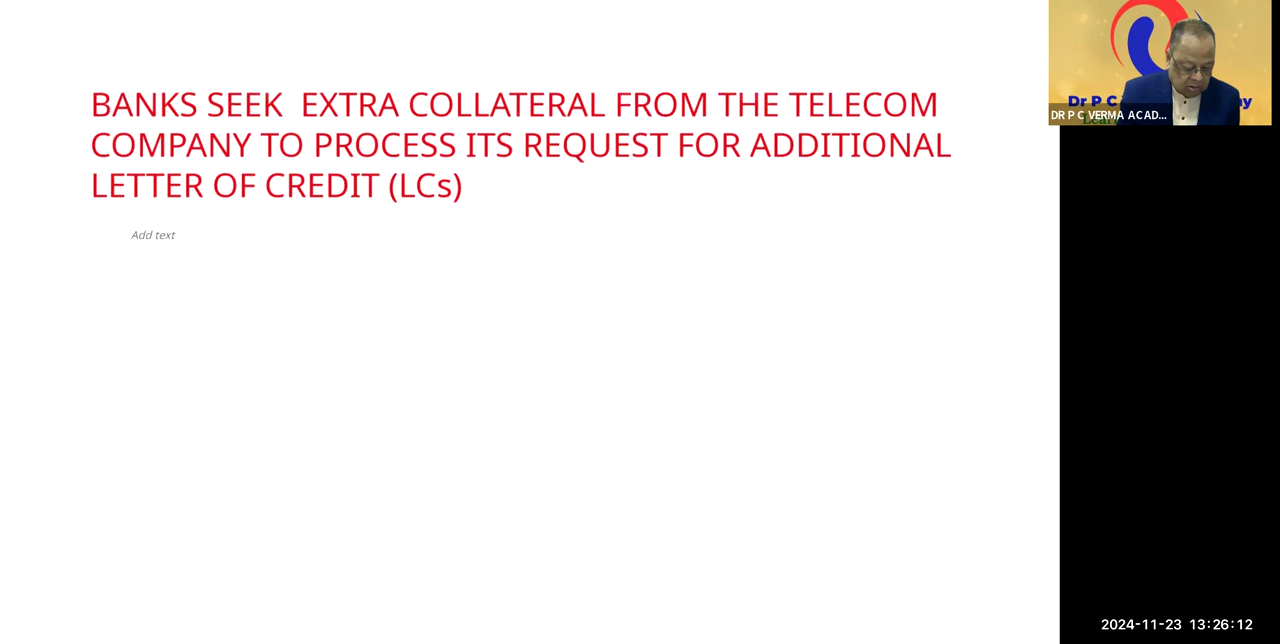 BANKS SEEK  EXTRA COLLATERAL FROM THE TELECOM
COMPANY TO PROCESS ITS REQUEST FOR ADDITIONAL
LETTER OF CREDIT (LCs)
Add text
Dr P C
DR P C VERMA ACAD...
2024-11-23 13:26:12